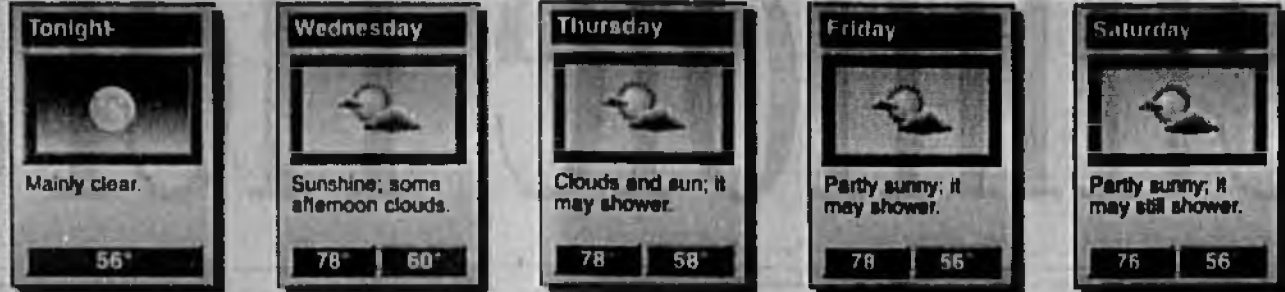 Tonight
Mainly clear.
56°
Wednesday
Sunshine; some
afternoon clouds.
78° 60°
Thursday
Clouds and sun; it
may shower.
78° 58°
Friday
Partly sunny; it
may shower.
78 56°
Saturday
Partly sunny; it
may still shower.
76 56